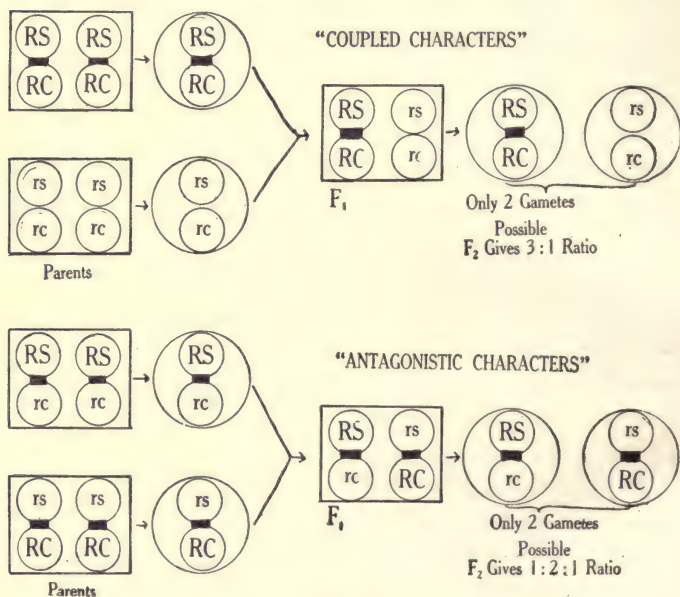 "COUPLED CHARACTERS"
RS RS
RC RC
RS
RC
rs rs
rc rc
rs
rc
Parents
RS rs
RC rc
F₁
RS
RC
rs
rc
Only 2 Gametes
Possible
F₂ Gives 3:1 Ratio
"ANTAGONISTIC CHARACTERS"
RS RS
rc rc
RS
rc
rs rs
RC RC
rs
RC
Parents
RS rs
rc RC
F₁
RS
rc
rs
RC
Only 2 Gametes
Possible
F₂ Gives 1:2:1 Ratio